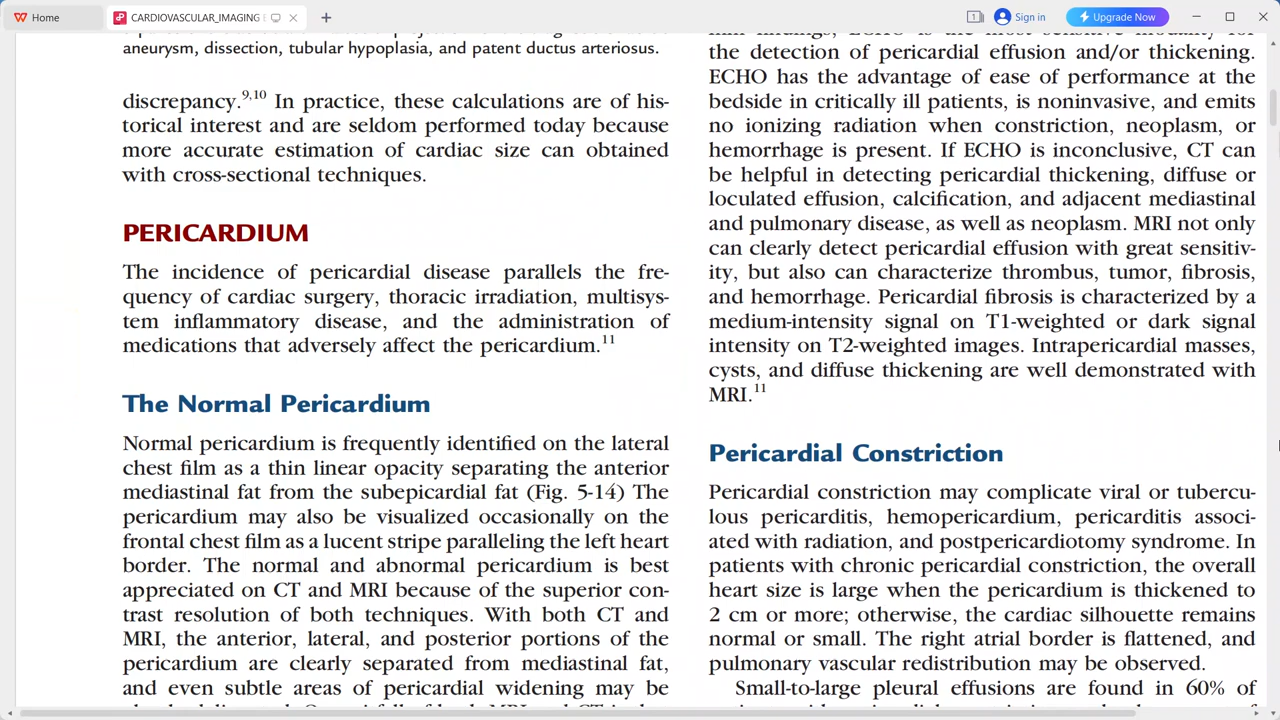 Home
CARDIOVASCULAR_IMAGING
1
Sign in
Upgrade Now
aneurysm, dissection, tubular hypoplasia, and patent ductus arteriosus.
discrepancy.9,10 In practice, these calculations are of his-
torical interest and are seldom performed today because
more accurate estimation of cardiac size can obtained
with cross-sectional techniques.
PERICARDIUM
The incidence of pericardial disease parallels the fre-
quency of cardiac surgery, thoracic irradiation, multisys-
tem inflammatory disease, and the administration of
medications that adversely affect the pericardium.11
The Normal Pericardium
Normal pericardium is frequently identified on the lateral
chest film as a thin linear opacity separating the anterior
mediastinal fat from the subepicardial fat (Fig. 5-14) The
pericardium may also be visualized occasionally on the
frontal chest film as a lucent stripe paralleling the left heart
border. The normal and abnormal pericardium is best
appreciated on CT and MRI because of the superior con-
trast resolution of both techniques. With both CT and
MRI, the anterior, lateral, and posterior portions of the
pericardium are clearly separated from mediastinal fat,
and even subtle areas of pericardial widening may be
film findings, ECHO is the most sensitive modality for
the detection of pericardial effusion and/or thickening.
ECHO has the advantage of ease of performance at the
bedside in critically ill patients, is noninvasive, and emits
no ionizing radiation when constriction, neoplasm, or
hemorrhage is present. If ECHO is inconclusive, CT can
be helpful in detecting pericardial thickening, diffuse or
loculated effusion, calcification, and adjacent mediastinal
and pulmonary disease, as well as neoplasm. MRI not only
can clearly detect pericardial effusion with great sensitiv-
ity, but also can characterize thrombus, tumor, fibrosis,
and hemorrhage. Pericardial fibrosis is characterized by a
medium-intensity signal on T1-weighted or dark signal
intensity on T2-weighted images. Intrapericardial masses,
cysts, and diffuse thickening are well demonstrated with
MRI.11
Pericardial Constriction
Pericardial constriction may complicate viral or tubercu-
lous pericarditis, hemopericardium, pericarditis associ-
ated with radiation, and postpericardiotomy syndrome. In
patients with chronic pericardial constriction, the overall
heart size is large when the pericardium is thickened to
2 cm or more; otherwise, the cardiac silhouette remains
normal or small. The right atrial border is flattened, and
pulmonary vascular redistribution may be observed.
Small-to-large pleural effusions are found in 60% of